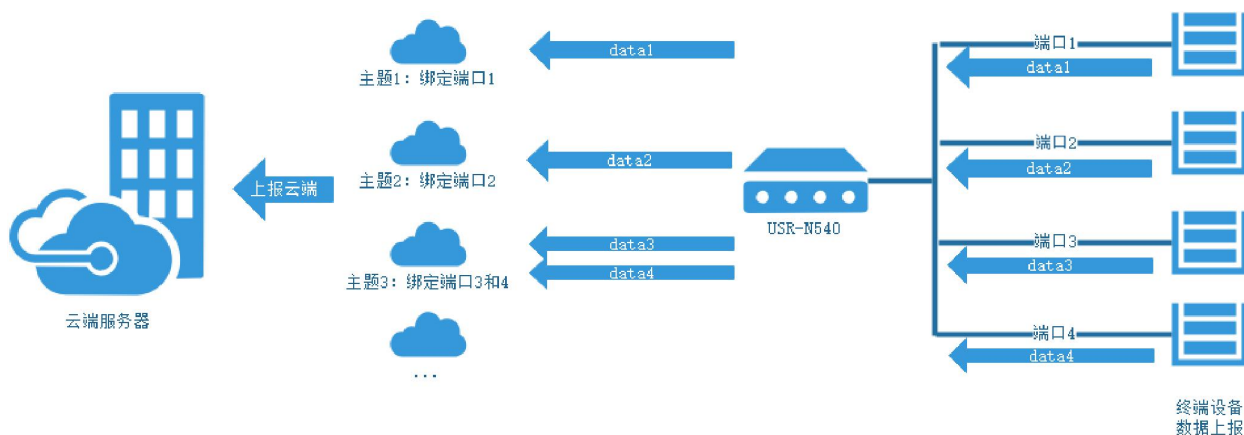 data1
主题1: 绑定端口1
data2
主题2: 绑定端口2
data3
data4
主题3: 绑定端口3和4
...
上报云端
云端服务器
USR-N540
端口1
data1
端口2
data2
端口3
data3
端口4
data4
终端设备
数据上报